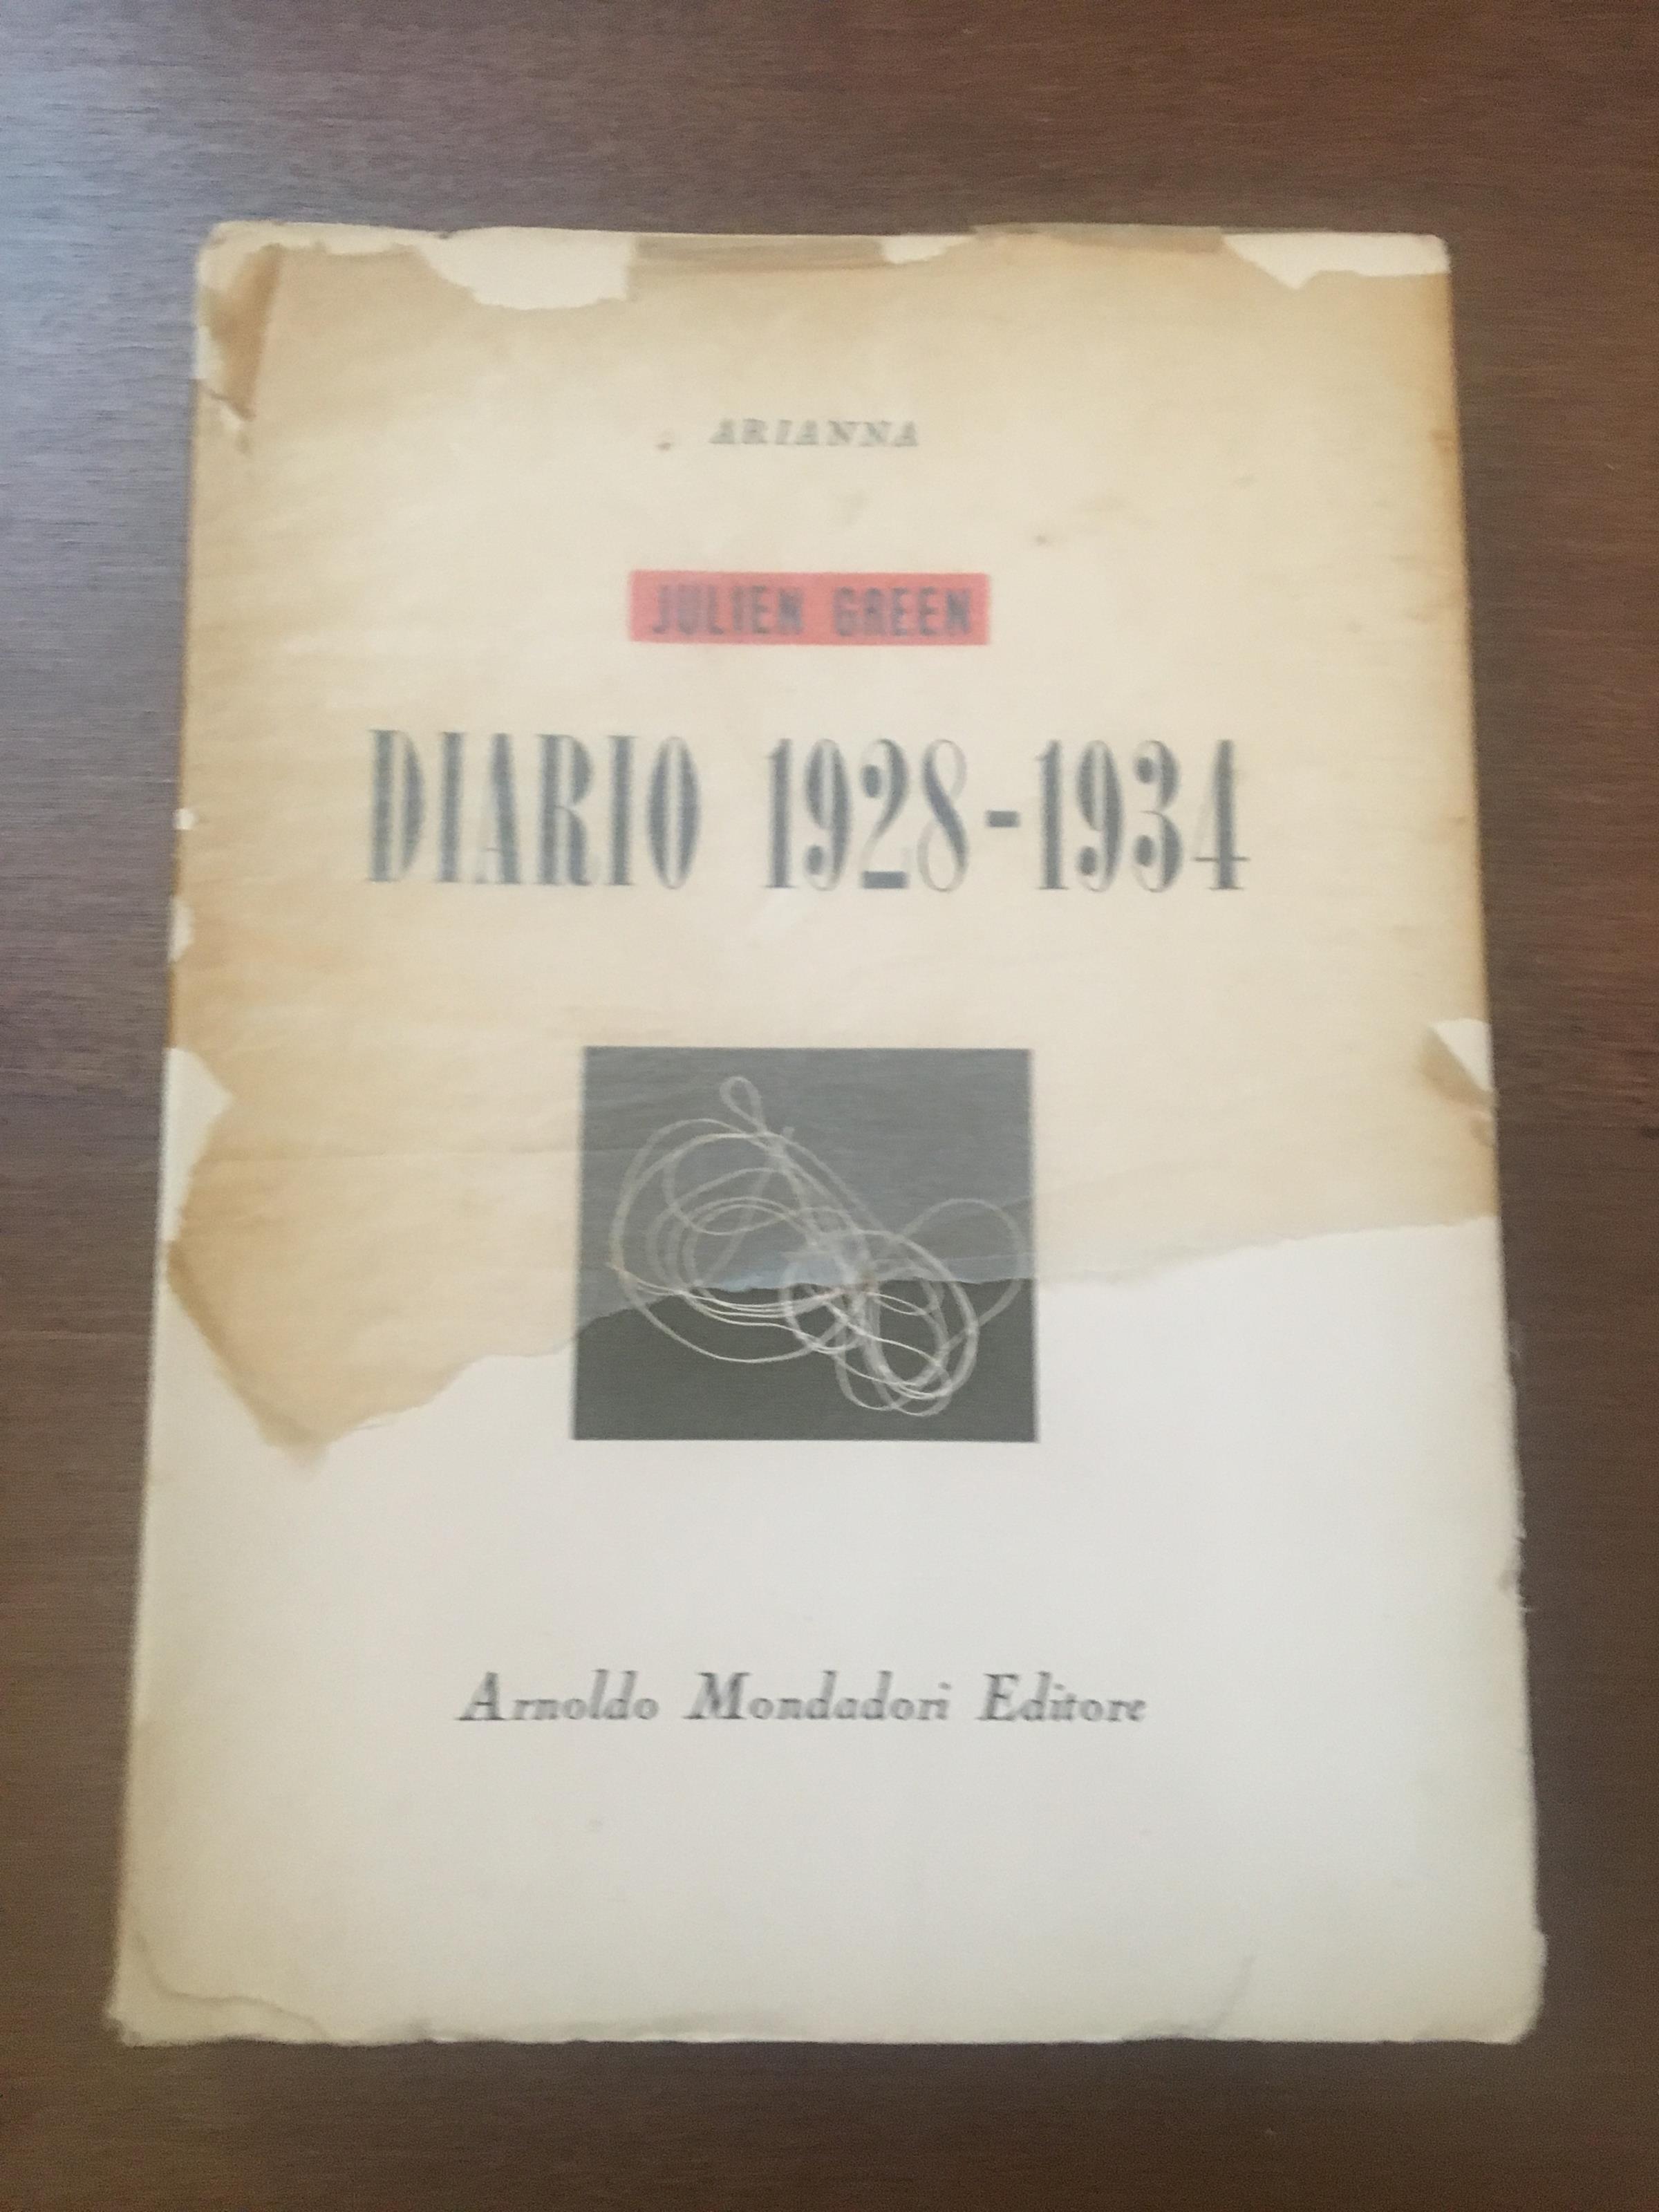 ARIANNA
JULIEN GREEN
DIARIO 1928-1934
Arnoldo Mondadori Editore